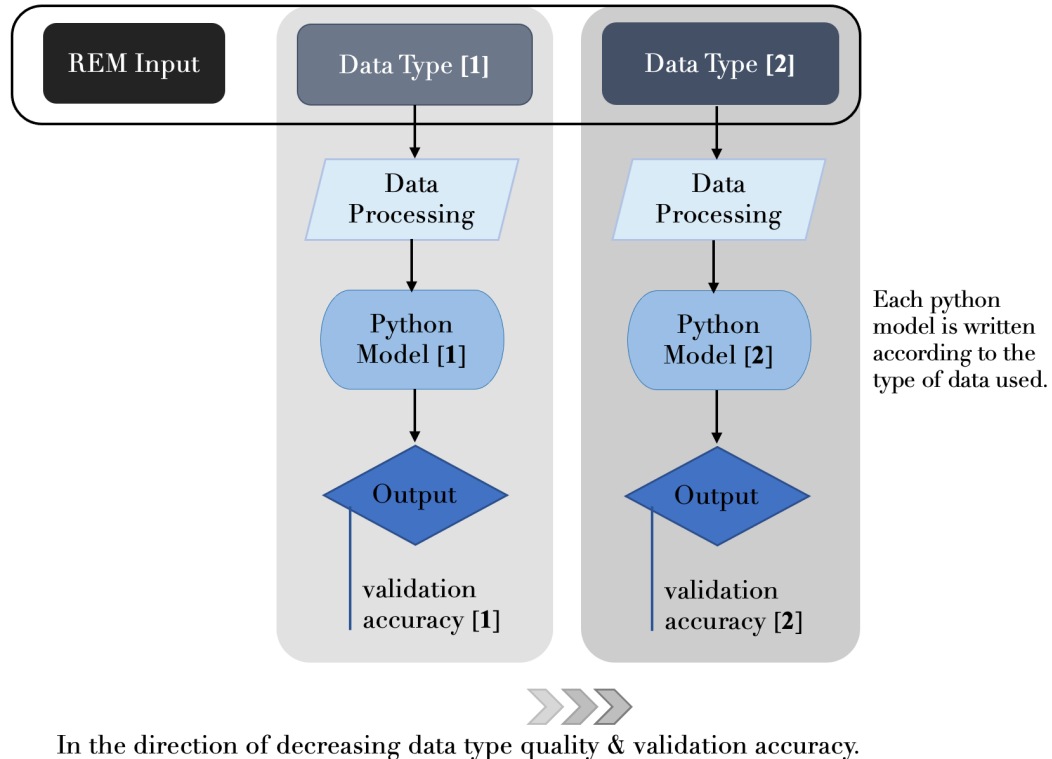 REM Input
Data Type [1]
Data Type [2]
Data
Processing
Data
Processing
Python
Model [1]
Python
Model [2]
Each python
model is written
according to the
type of data used.
Output
Output
validation
accuracy [1]
validation
accuracy [2]
In the direction of decreasing data type quality & validation accuracy.